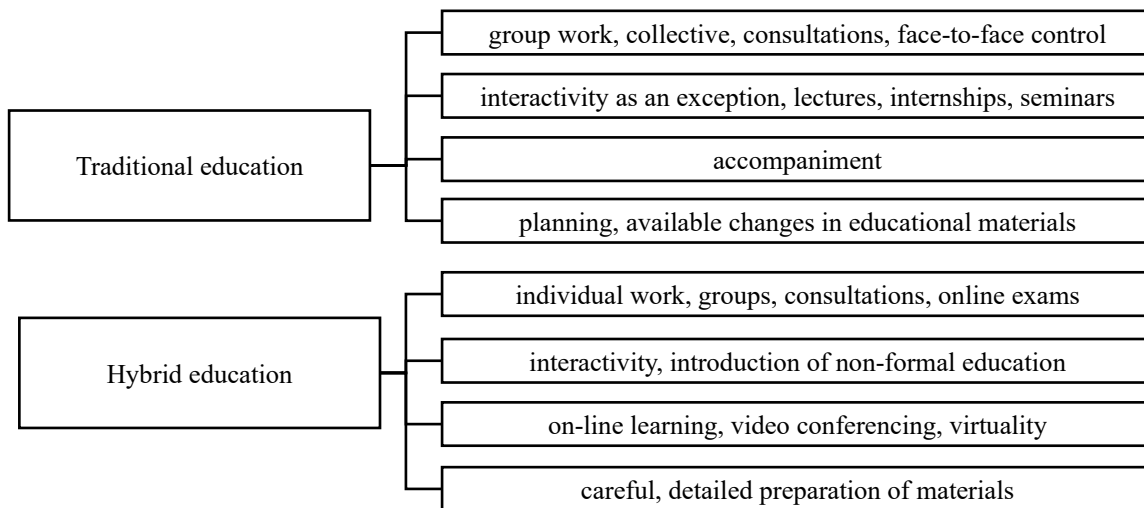 group work, collective, consultations, face-to-face control
interactivity as an exception, lectures, internships, seminars
Traditional education
accompaniment
planning, available changes in educational materials
individual work, groups, consultations, online exams
interactivity, introduction of non-formal education
Hybrid education
on-line learning, video conferencing, virtuality
careful, detailed preparation of materials